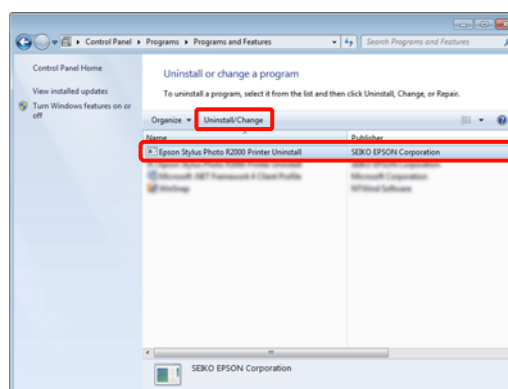 Control Panel ▸ Programs ▸ Programs and Features
Search Programs and Features
Control Panel Home
View installed updates
Turn Windows features on or
off
Uninstall or change a program
To uninstall a program, select it from the list and then click Uninstall, Change, or Repair.
Organize
Uninstall/Change
Name
Publisher
Epson Stylus Photo R2000 Printer Uninstall
SEIKO EPSON Corporation
SEIKO EPSON Corporation